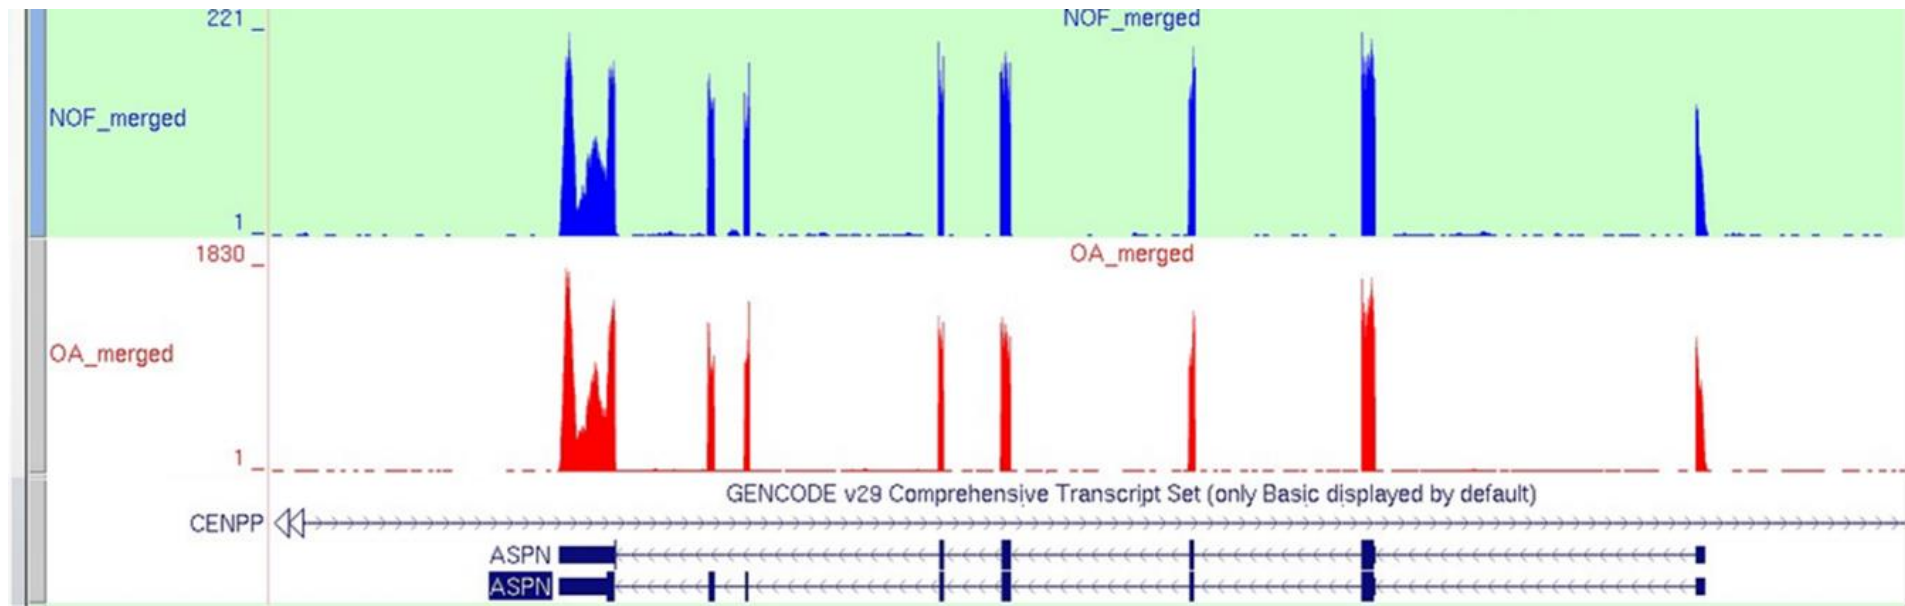 221 _
NOF_merged
NOF_merged
1 _
1830 _
OA_merged
OA_merged
1 _
GENCODE v29 Comprehensive Transcript Set (only Basic displayed by default)
CENPP
ASPN
ASPN